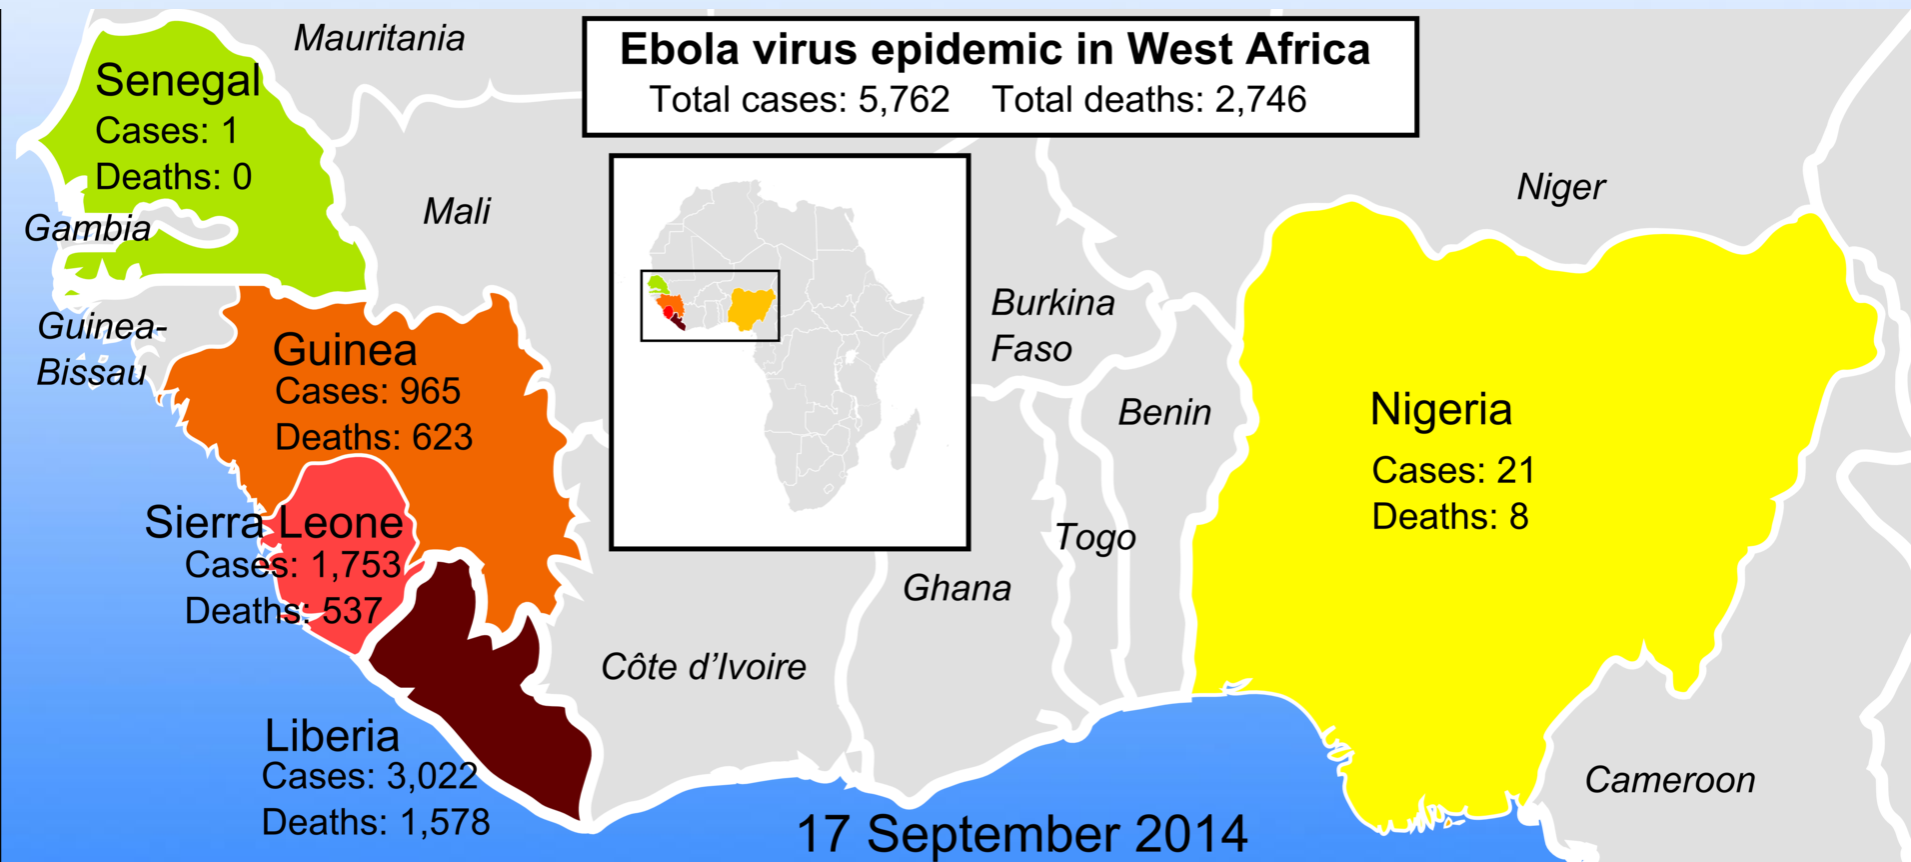 Ebola virus epidemic in West Africa
Total cases: 5,762 Total deaths: 2,746
Mauritania
Senegal
Cases: 1
Deaths: 0
Gambia
Mali
Niger
Guinea-
Bissau
Guinea
Cases: 965
Deaths: 623
Burkina
Faso
Benin
Nigeria
Cases: 21
Deaths: 8
Sierra Leone
Cases: 1,753
Deaths: 537
Togo
Ghana
Côte d’Ivoire
Liberia
Cases: 3,022
Deaths: 1,578
Cameroon
17 September 2014